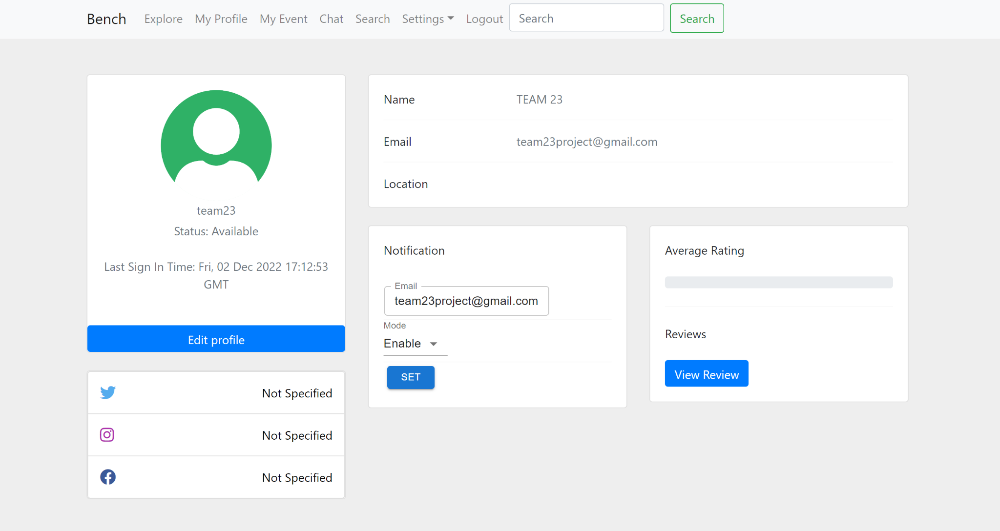 Bench Explore My Profile My Event Chat Search Settings Logout Search Search
team23
Status: Available
Last Sign In Time: Fri, 02 Dec 2022 17:12:53
GMT
Edit profile
Not Specified
Not Specified
Not Specified
Name TEAM 23
Email team23project@gmail.com
Location
Notification
Email
team23project@gmail.com
Mode
Enable
SET
Average Rating
Reviews
View Review